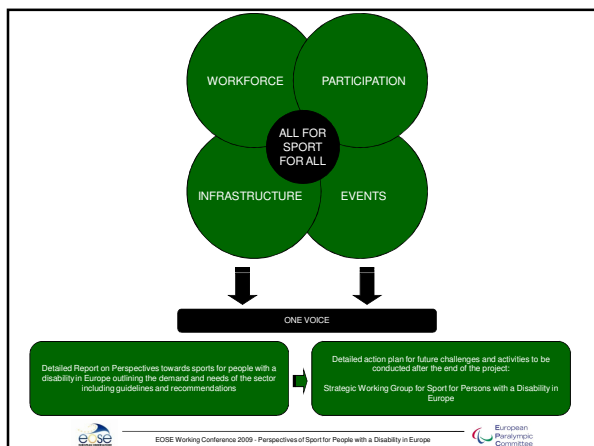 WORKFORCE
PARTICIPATION
ALL FOR
SPORT
FOR ALL
INFRASTRUCTURE
EVENTS
ONE VOICE
Detailed Report on Perspectives towards sports for people with a
disability in Europe outlining the demand and needs of the sector
including guidelines and recommendations
Detailed action plan for future challenges and activities to be
conducted after the end of the project:
Strategic Working Group for Sport for Persons with a Disability in
Europe
eose
EOSE Working Conference 2009 - Perspectives of Sport for People with a Disability in Europe
European
Paralympic
Committee